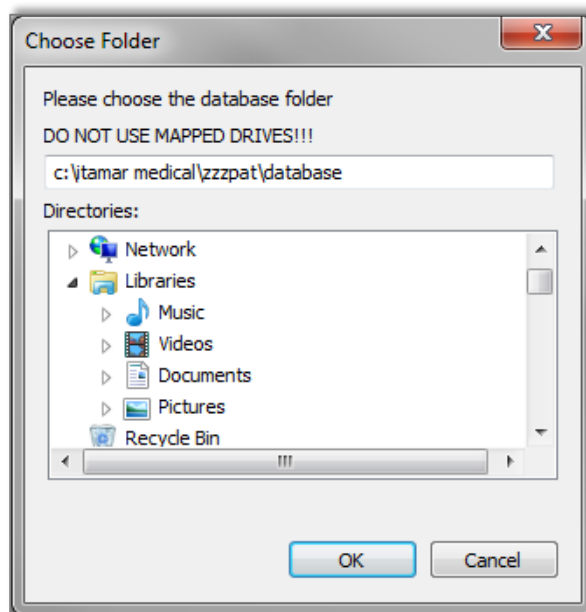 Choose Folder
Please choose the database folder
DO NOT USE MAPPED DRIVES!!!
c:\itamar medical\zzzpat\database
Directories:
Network
Libraries
Music
Videos
Documents
Pictures
Recycle Bin
OK Cancel